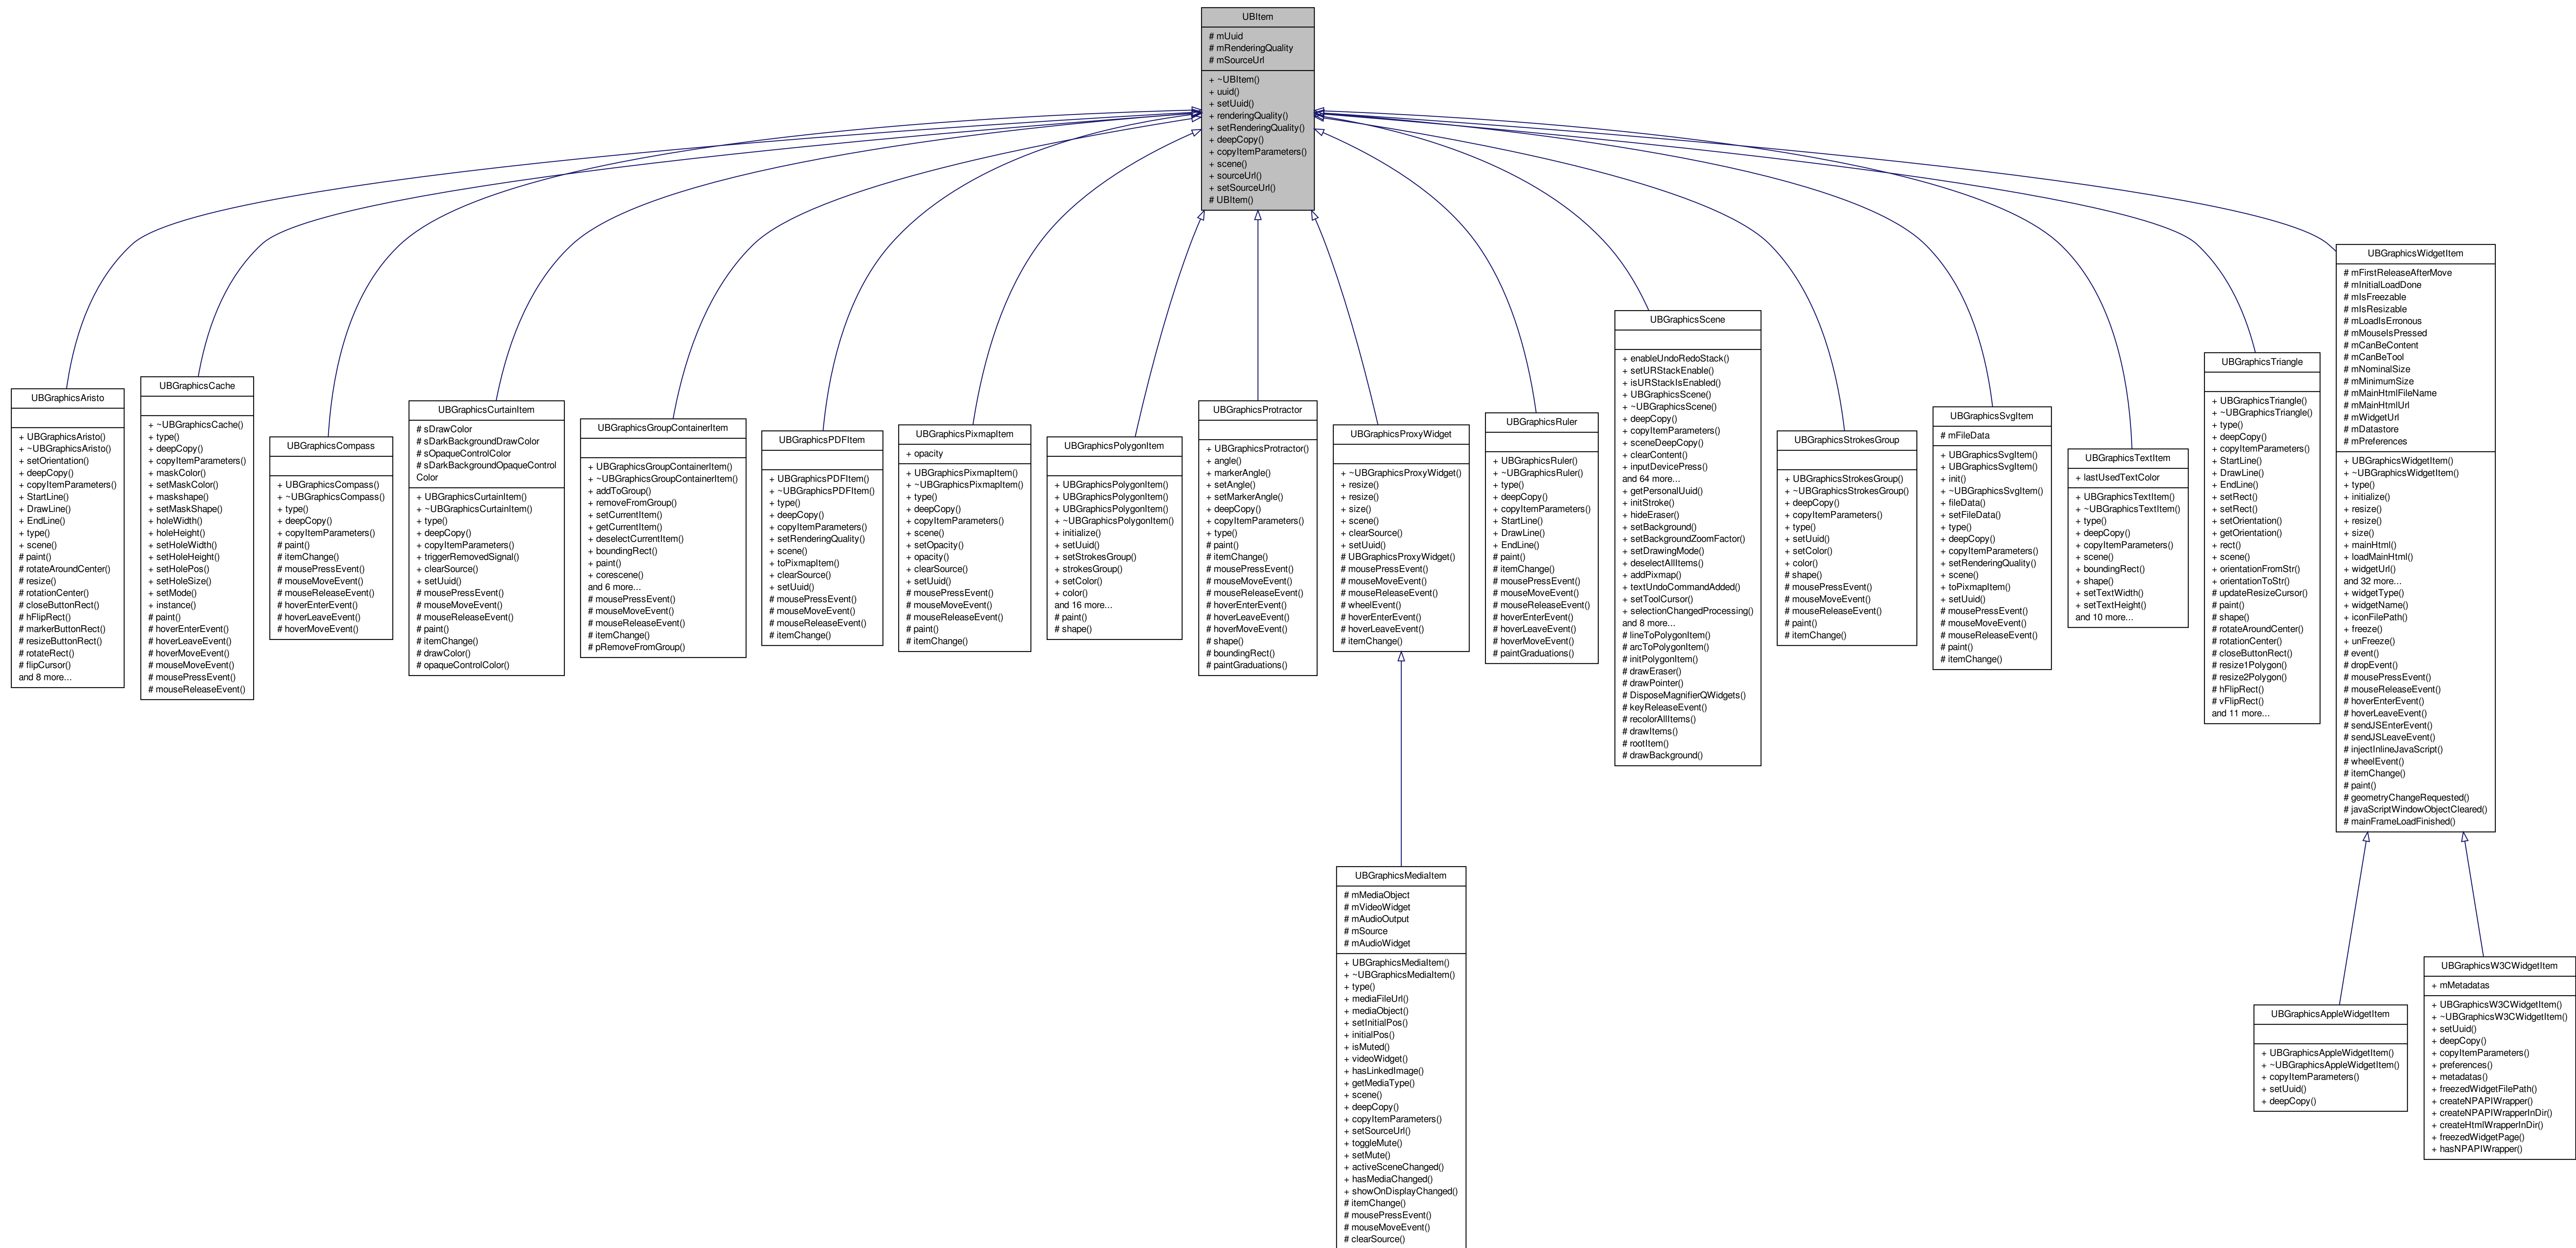 UBItem
# mUuid
# mRenderingQuality
# mSourceUrl
+ ~UBItem()
+ uuid()
+ setUuid()
+ renderingQuality()
+ setRenderingQuality()
+ deepCopy()
+ copyItemParameters()
+ scene()
+ sourceUrl()
+ setSourceUrl()
# UBItem()
UBGraphicsAristo
+ UBGraphicsAristo()
+ ~UBGraphicsAristo()
+ setOrientation()
+ deepCopy()
+ copyItemParameters()
+ StartLine()
+ DrawLine()
+ EndLine()
+ type()
+ scene()
# paint()
# rotateAroundCenter()
# resize()
# rotationCenter()
# closeButtonRect()
# hFlipRect()
# markerButtonRect()
# resizeButtonRect()
# rotateRect()
# flipCursor()
and 8 more...
UBGraphicsCache
+ ~UBGraphicsCache()
+ type()
+ deepCopy()
+ copyItemParameters()
+ maskColor()
+ setMaskColor()
+ maskshape()
+ setMaskShape()
+ holeWidth()
+ holeHeight()
+ setHoleWidth()
+ setHoleHeight()
+ setHolePos()
+ setHoleSize()
+ setMode()
+ instance()
# paint()
# hoverEnterEvent()
# hoverLeaveEvent()
# hoverMoveEvent()
# mouseMoveEvent()
# mousePressEvent()
# mouseReleaseEvent()
UBGraphicsCompass
+ UBGraphicsCompass()
+ ~UBGraphicsCompass()
+ type()
+ deepCopy()
+ copyItemParameters()
# paint()
# itemChange()
# mousePressEvent()
# mouseMoveEvent()
# mouseReleaseEvent()
# hoverEnterEvent()
# hoverLeaveEvent()
# hoverMoveEvent()
UBGraphicsCurtainItem
# sDrawColor
# sDarkBackgroundDrawColor
# sOpaqueControlColor
# sDarkBackgroundOpaqueControl
Color
+ UBGraphicsCurtainItem()
+ ~UBGraphicsCurtainItem()
+ type()
+ deepCopy()
+ copyItemParameters()
+ triggerRemovedSignal()
+ clearSource()
+ setUuid()
# mousePressEvent()
# mouseMoveEvent()
# mouseReleaseEvent()
# paint()
# itemChange()
# drawColor()
# opaqueControlColor()
UBGraphicsGroupContainerItem
+ UBGraphicsGroupContainerItem()
+ ~UBGraphicsGroupContainerItem()
+ addToGroup()
+ removeFromGroup()
+ setCurrentItem()
+ getCurrentItem()
+ deselectCurrentItem()
+ boundingRect()
+ paint()
+ corescene()
and 6 more...
# mousePressEvent()
# mouseMoveEvent()
# mouseReleaseEvent()
# itemChange()
# pRemoveFromGroup()
UBGraphicsPDFItem
+ UBGraphicsPDFItem()
+ ~UBGraphicsPDFItem()
+ type()
+ deepCopy()
+ copyItemParameters()
+ setRenderingQuality()
+ scene()
+ toPixmapItem()
+ clearSource()
+ setUuid()
# mousePressEvent()
# mouseMoveEvent()
# mouseReleaseEvent()
# itemChange()
UBGraphicsPixmapItem
+ opacity
+ UBGraphicsPixmapItem()
+ ~UBGraphicsPixmapItem()
+ type()
+ deepCopy()
+ copyItemParameters()
+ scene()
+ setOpacity()
+ opacity()
+ clearSource()
+ setUuid()
# mousePressEvent()
# mouseMoveEvent()
# mouseReleaseEvent()
# paint()
# itemChange()
UBGraphicsPolygonItem
+ UBGraphicsPolygonItem()
+ UBGraphicsPolygonItem()
+ UBGraphicsPolygonItem()
+ ~UBGraphicsPolygonItem()
+ initialize()
+ setUuid()
+ setStrokesGroup()
+ strokesGroup()
+ setColor()
+ color()
and 16 more...
# paint()
# shape()
UBGraphicsProtractor
+ UBGraphicsProtractor()
+ angle()
+ markerAngle()
+ setAngle()
+ setMarkerAngle()
+ deepCopy()
+ copyItemParameters()
+ type()
# paint()
# itemChange()
# mousePressEvent()
# mouseMoveEvent()
# mouseReleaseEvent()
# hoverEnterEvent()
# hoverLeaveEvent()
# hoverMoveEvent()
# shape()
# boundingRect()
# paintGraduations()
UBGraphicsProxyWidget
+ ~UBGraphicsProxyWidget()
+ resize()
+ resize()
+ size()
+ scene()
+ clearSource()
+ setUuid()
# UBGraphicsProxyWidget()
# mousePressEvent()
# mouseMoveEvent()
# mouseReleaseEvent()
# wheelEvent()
# hoverEnterEvent()
# hoverLeaveEvent()
# itemChange()
UBGraphicsRuler
+ UBGraphicsRuler()
+ ~UBGraphicsRuler()
+ type()
+ deepCopy()
+ copyItemParameters()
+ StartLine()
+ DrawLine()
+ EndLine()
# paint()
# itemChange()
# mousePressEvent()
# mouseMoveEvent()
# mouseReleaseEvent()
# hoverEnterEvent()
# hoverLeaveEvent()
# hoverMoveEvent()
# paintGraduations()
UBGraphicsScene
+ enableUndoRedoStack()
+ setURStackEnable()
+ isURStackIsEnabled()
+ UBGraphicsScene()
+ ~UBGraphicsScene()
+ deepCopy()
+ copyItemParameters()
+ sceneDeepCopy()
+ clearContent()
+ inputDevicePress()
and 64 more...
+ getPersonalUuid()
+ initStroke()
+ hideEraser()
+ setBackground()
+ setBackgroundZoomFactor()
+ setDrawingMode()
+ deselectAllItems()
+ addPixmap()
+ textUndoCommandAdded()
+ setToolCursor()
+ selectionChangedProcessing()
and 8 more...
# lineToPolygonItem()
# arcToPolygonItem()
# initPolygonItem()
# drawEraser()
# drawPointer()
# DisposeMagnifierQWidgets()
# keyReleaseEvent()
# recolorAllItems()
# drawItems()
# rootItem()
# drawBackground()
UBGraphicsStrokesGroup
+ UBGraphicsStrokesGroup()
+ ~UBGraphicsStrokesGroup()
+ deepCopy()
+ copyItemParameters()
+ type()
+ setUuid()
+ setColor()
+ color()
# shape()
# mousePressEvent()
# mouseMoveEvent()
# mouseReleaseEvent()
# paint()
# itemChange()
UBGraphicsSvgItem
# mFileData
+ UBGraphicsSvgItem()
+ UBGraphicsSvgItem()
+ init()
+ ~UBGraphicsSvgItem()
+ fileData()
+ setFileData()
+ type()
+ deepCopy()
+ copyItemParameters()
+ setRenderingQuality()
+ scene()
+ toPixmapItem()
+ setUuid()
# mousePressEvent()
# mouseMoveEvent()
# mouseReleaseEvent()
# paint()
# itemChange()
UBGraphicsTextItem
+ lastUsedTextColor
+ UBGraphicsTextItem()
+ ~UBGraphicsTextItem()
+ type()
+ deepCopy()
+ copyItemParameters()
+ scene()
+ boundingRect()
+ shape()
+ setTextWidth()
+ setTextHeight()
and 10 more...
UBGraphicsTriangle
+ UBGraphicsTriangle()
+ ~UBGraphicsTriangle()
+ type()
+ deepCopy()
+ copyItemParameters()
+ StartLine()
+ DrawLine()
+ EndLine()
+ setRect()
+ setRect()
+ setOrientation()
+ getOrientation()
+ rect()
+ scene()
+ orientationFromStr()
+ orientationToStr()
# updateResizeCursor()
# paint()
# shape()
# rotateAroundCenter()
# rotationCenter()
# closeButtonRect()
# resize1Polygon()
# resize2Polygon()
# hFlipRect()
# vFlipRect()
and 11 more...
UBGraphicsWidgetItem
# mFirstReleaseAfterMove
# mInitialLoadDone
# mIsFreezable
# mIsResizable
# mLoadIsErronous
# mMouseIsPressed
# mCanBeContent
# mCanBeTool
# mNominalSize
# mMinimumSize
# mMainHtmlFileName
# mMainHtmlUrl
# mWidgetUrl
# mDatastore
# mPreferences
+ UBGraphicsWidgetItem()
+ ~UBGraphicsWidgetItem()
+ type()
+ initialize()
+ resize()
+ resize()
+ size()
+ mainHtml()
+ loadMainHtml()
+ widgetUrl()
and 32 more...
+ widgetType()
+ widgetName()
+ iconFilePath()
+ freeze()
+ unFreeze()
# event()
# dropEvent()
# mousePressEvent()
# mouseReleaseEvent()
# hoverEnterEvent()
# hoverLeaveEvent()
# sendJSEnterEvent()
# sendJSLeaveEvent()
# injectInlineJavaScript()
# wheelEvent()
# itemChange()
# paint()
# geometryChangeRequested()
# javaScriptWindowObjectCleared()
# mainFrameLoadFinished()
UBGraphicsMediaItem
# mMediaObject
# mVideoWidget
# mAudioOutput
# mSource
# mAudioWidget
+ UBGraphicsMediaItem()
+ ~UBGraphicsMediaItem()
+ type()
+ mediaFileUrl()
+ mediaObject()
+ setInitialPos()
+ initialPos()
+ isMuted()
+ videoWidget()
+ hasLinkedImage()
+ getMediaType()
+ scene()
+ deepCopy()
+ copyItemParameters()
+ setSourceUrl()
+ toggleMute()
+ setMute()
+ activeSceneChanged()
+ hasMediaChanged()
+ showOnDisplayChanged()
# itemChange()
# mousePressEvent()
# mouseMoveEvent()
# clearSource()
UBGraphicsAppleWidgetItem
+ UBGraphicsAppleWidgetItem()
+ ~UBGraphicsAppleWidgetItem()
+ copyItemParameters()
+ setUuid()
+ deepCopy()
UBGraphicsW3CWidgetItem
+ mMetadatas
+ UBGraphicsW3CWidgetItem()
+ ~UBGraphicsW3CWidgetItem()
+ setUuid()
+ deepCopy()
+ copyItemParameters()
+ preferences()
+ metadatas()
+ freezedWidgetFilePath()
+ createNPAPIWrapper()
+ createNPAPIWrapperInDir()
+ createHtmlWrapperInDir()
+ freezedWidgetPage()
+ hasNPAPIWrapper()